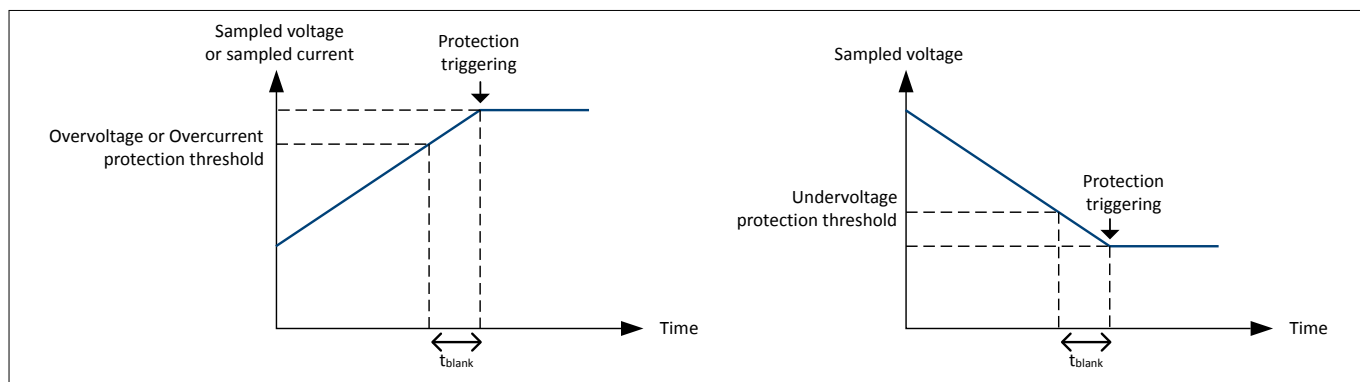 Sampled voltage
or sampled current
Protection
triggering
Overvoltage or Overcurrent
protection threshold
Time
tblank
Sampled voltage
Protection
triggering
Undervoltage
protection threshold
Time
tblank